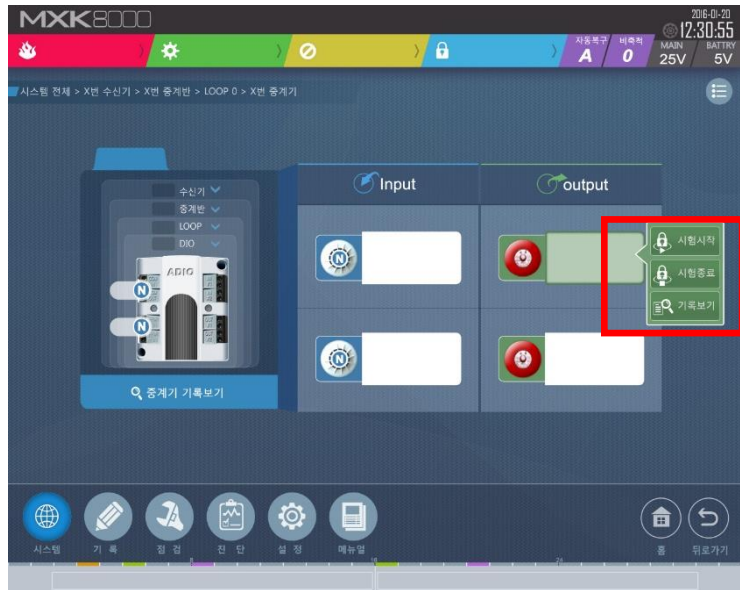 MXK8000
2016-01-20
12:30:55
자동복구
A
비축적
0
MAIN
25V
BATTRY
5V
시스템 전체 > X번 수신기 > X번 중계반 > LOOP 0 > X번 중계기
수신기
중계반
LOOP
DIO
ADIO
N
N
중계기 기록보기
Input
output
N
N
시험시작
시험종료
기록보기
시스템
기 록
점 검
진 단
설 정
메뉴얼
홈
뒤로가기
8
16
24